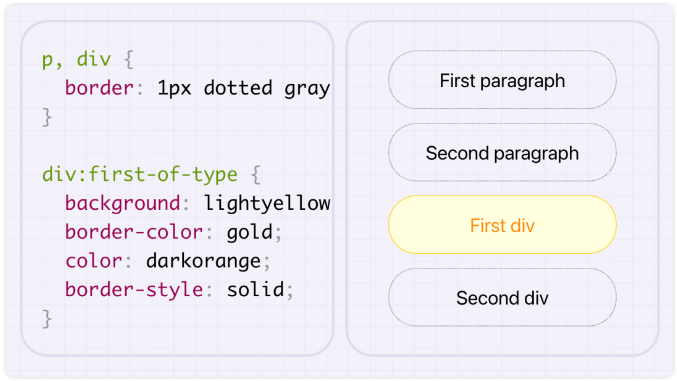 p, div {
  border: 1px dotted gray
}

div:first-of-type {
  background: lightyellow
  border-color: gold;
  color: darkorange;
  border-style: solid;
}
First paragraph
Second paragraph
First div
Second div